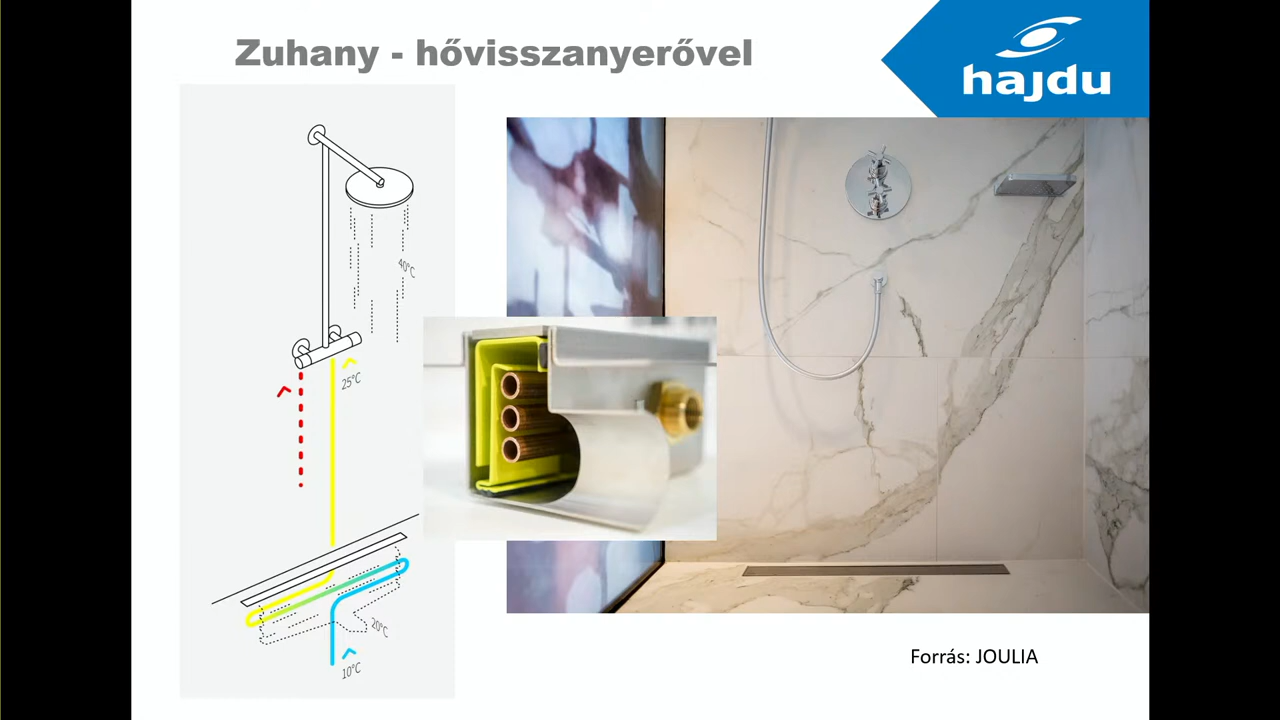 Zuhany - hővisszanyerővel
hajdu
40°C
25°C
20°C
10°C
Forrás: JOULIA